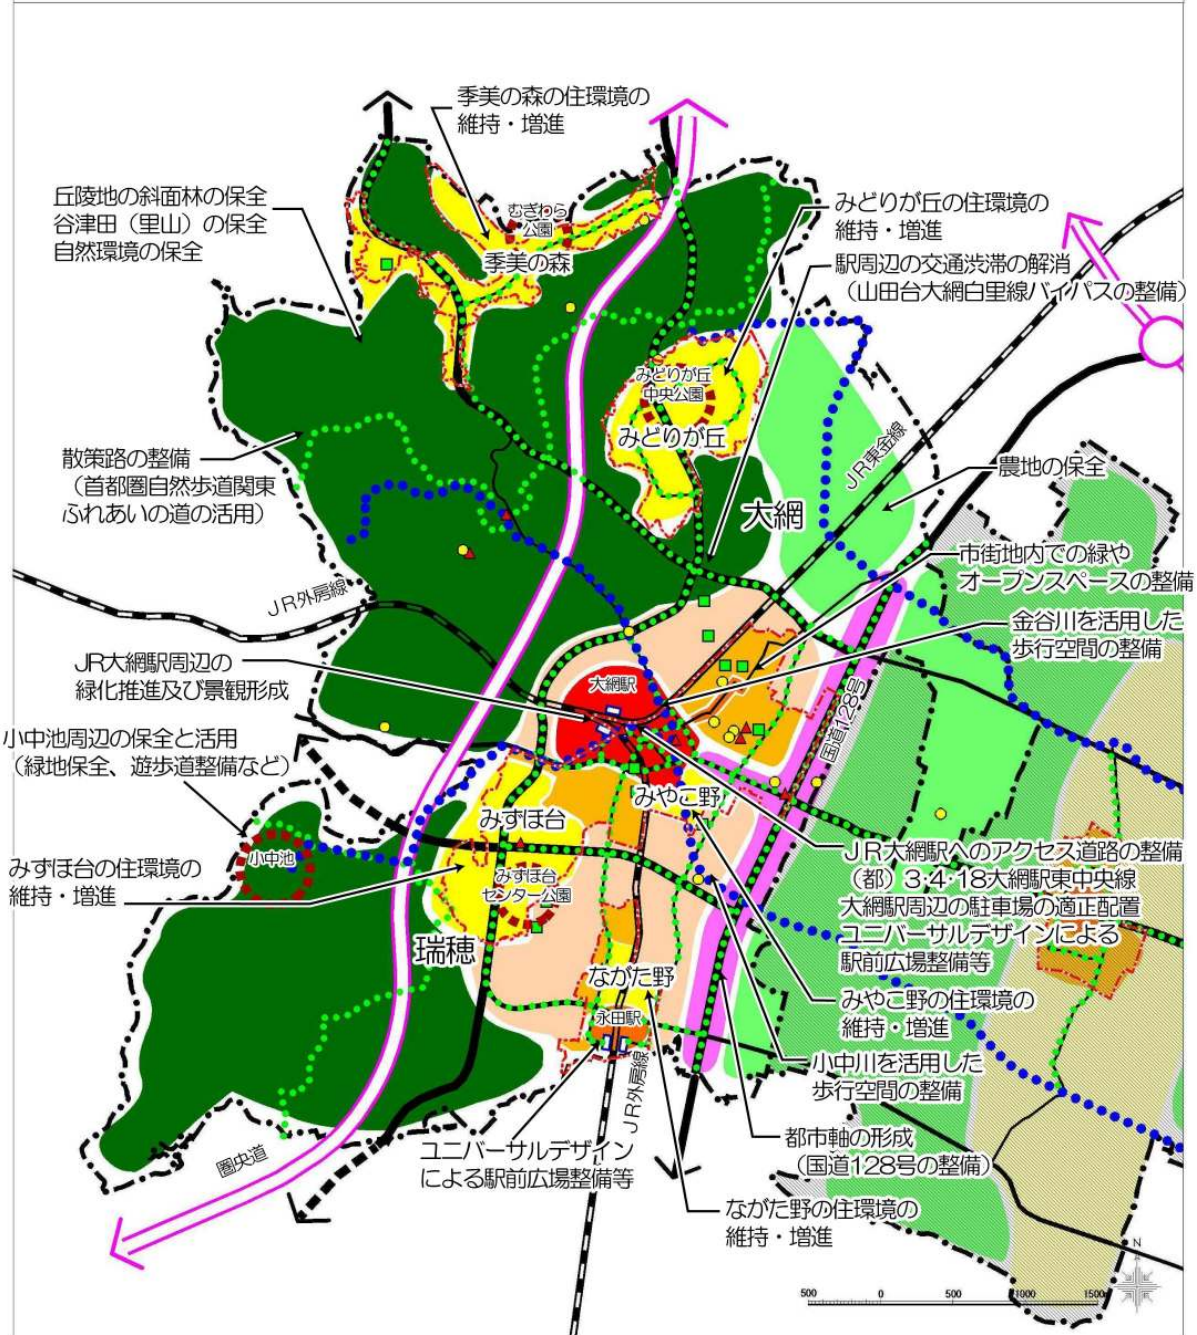 季美の森の住環境の
維持・増進
丘陵地の斜面林の保全
谷津田（里山）の保全
自然環境の保全
むぎわら
公園
季美の森
みどりが丘の住環境の
維持・増進
駅周辺の交通渋滞の解消
（山田台大網白里線バイパスの整備）
みどりが丘
中央公園
みどりが丘
散策路の整備
（首都圏自然歩道関東
ふれあいの道の活用）
JR東金線
農地の保全
大網
市街地内での緑や
オープンスペースの整備
JR外房線
金谷川を活用した
歩行空間の整備
JR大網駅周辺の
緑化推進及び景観形成
大網駅
国道128号
小中池周辺の保全と活用
（緑地保全、遊歩道整備など）
みやこ野
みずほ台
小中池
JR大網駅へのアクセス道路の整備
（都）3・4・18大網駅東中央線
大網駅周辺の駐車場の適正配置
ユニバーサルデザインによる
駅前広場整備等
みずほ台の住環境の
維持・増進
みずほ台
センター公園
瑞穂
ながた野
みやこ野の住環境の
維持・増進
永田駅
小中川を活用した
歩行空間の整備
JR外房線
都市軸の形成
（国道128号の整備）
ユニバーサルデザイン
による駅前広場整備等
圏央道
ながた野の住環境の
維持・増進
N
500 0 500 1000 1500